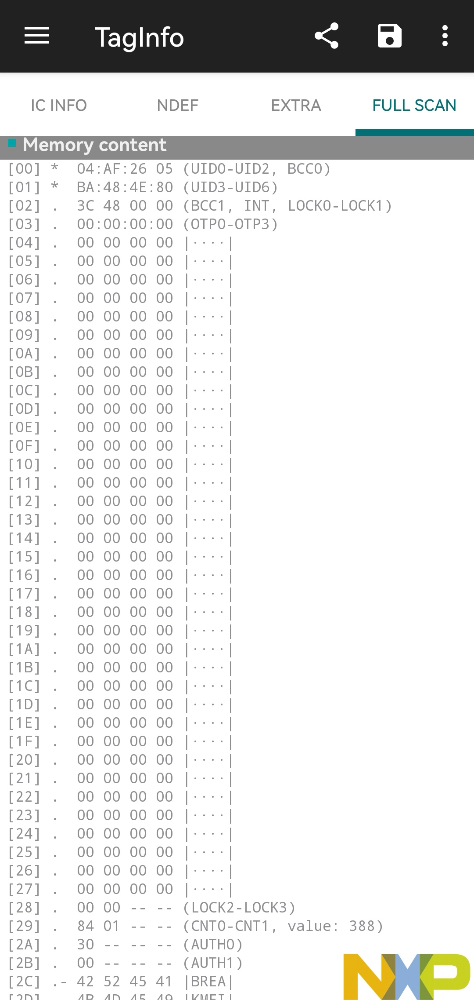 TagInfo
IC INFO NDEF EXTRA FULL SCAN
Memory content
[00] * 04:AF:26 05 (UID0-UID2, BCC0)
[01] * BA:48:4E:80 (UID3-UID6)
[02] . 3C 48 00 00 (BCC1, INT, LOCK0-LOCK1)
[03] . 00:00:00:00 (OTP0-OTP3)
[04] . 00 00 00 00 |····|
[05] . 00 00 00 00 |····|
[06] . 00 00 00 00 |····|
[07] . 00 00 00 00 |····|
[08] . 00 00 00 00 |····|
[09] . 00 00 00 00 |····|
[0A] . 00 00 00 00 |····|
[0B] . 00 00 00 00 |····|
[0C] . 00 00 00 00 |····|
[0D] . 00 00 00 00 |····|
[0E] . 00 00 00 00 |····|
[0F] . 00 00 00 00 |····|
[10] . 00 00 00 00 |····|
[11] . 00 00 00 00 |····|
[12] . 00 00 00 00 |····|
[13] . 00 00 00 00 |····|
[14] . 00 00 00 00 |····|
[15] . 00 00 00 00 |····|
[16] . 00 00 00 00 |····|
[17] . 00 00 00 00 |····|
[18] . 00 00 00 00 |····|
[19] . 00 00 00 00 |····|
[1A] . 00 00 00 00 |····|
[1B] . 00 00 00 00 |····|
[1C] . 00 00 00 00 |····|
[1D] . 00 00 00 00 |····|
[1E] . 00 00 00 00 |····|
[1F] . 00 00 00 00 |····|
[20] . 00 00 00 00 |····|
[21] . 00 00 00 00 |····|
[22] . 00 00 00 00 |····|
[23] . 00 00 00 00 |····|
[24] . 00 00 00 00 |····|
[25] . 00 00 00 00 |····|
[26] . 00 00 00 00 |····|
[27] . 00 00 00 00 |····|
[28] . 00 00 -- -- (LOCK2-LOCK3)
[29] . 84 01 -- -- (CNT0-CNT1, value: 388)
[2A] . 30 -- -- -- (AUTH0)
[2B] . 00 -- -- -- (AUTH1)
[2C] .- 42 52 45 41 |BREA|
[2D] 4B 4D 45 49 |KMEI|
NXP